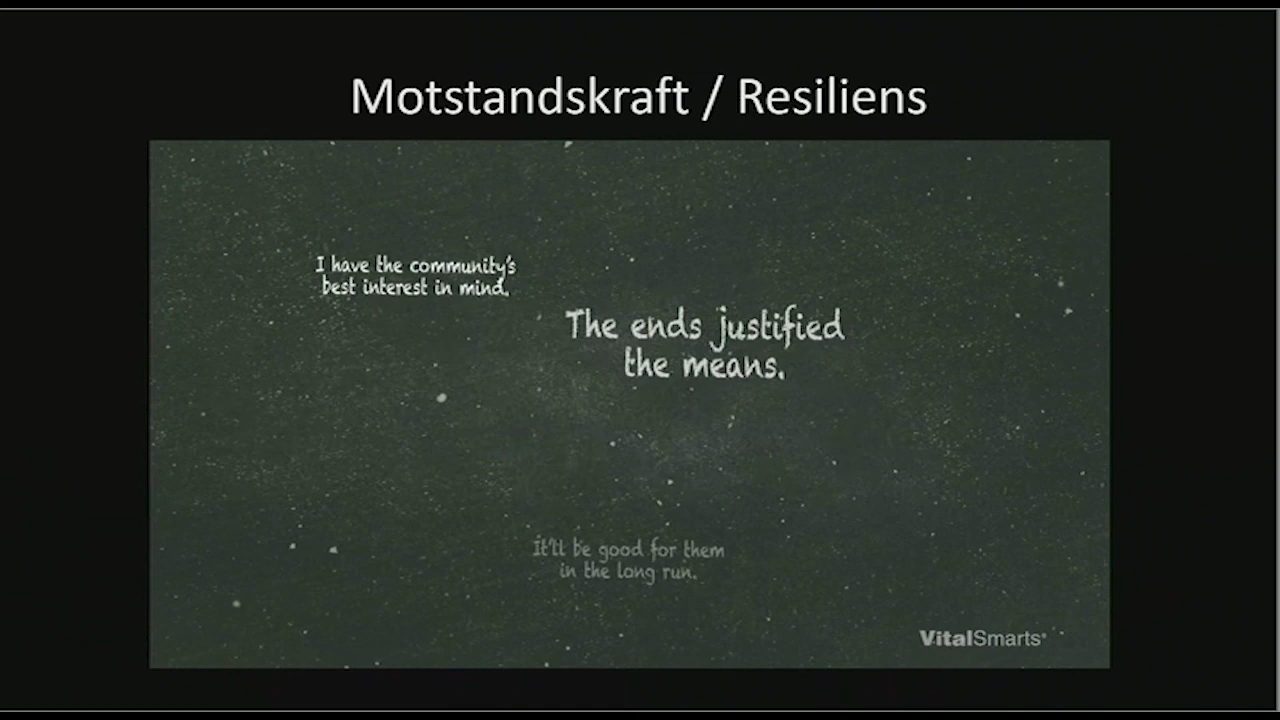 Motstandskraft / Resiliens
I have the community's
best interest in mind.
The ends justified
the means.
It'll be good for them
in the long run.
VitalSmarts